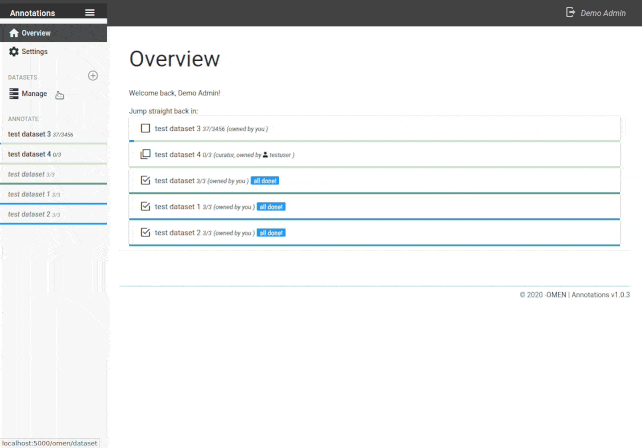 Annotations
Demo Admin
Overview
Settings
DATASETS
Manage
ANNOTATE
test dataset 3 37/3456
test dataset 4 0/3
test dataset 3/3
test dataset 1 3/3
test dataset 2 3/3
Overview
Welcome back, Demo Admin!
Jump straight back in:
test dataset 3 37/3456 (owned by you )
test dataset 4 0/3 (curator, owned by testuser )
test dataset 3/3 (owned by you ) all done!
test dataset 1 3/3 (owned by you ) all done!
test dataset 2 3/3 (owned by you ) all done!
© 2020 -OMEN | Annotations v1.0.3
localhost:5000/omen/dataset